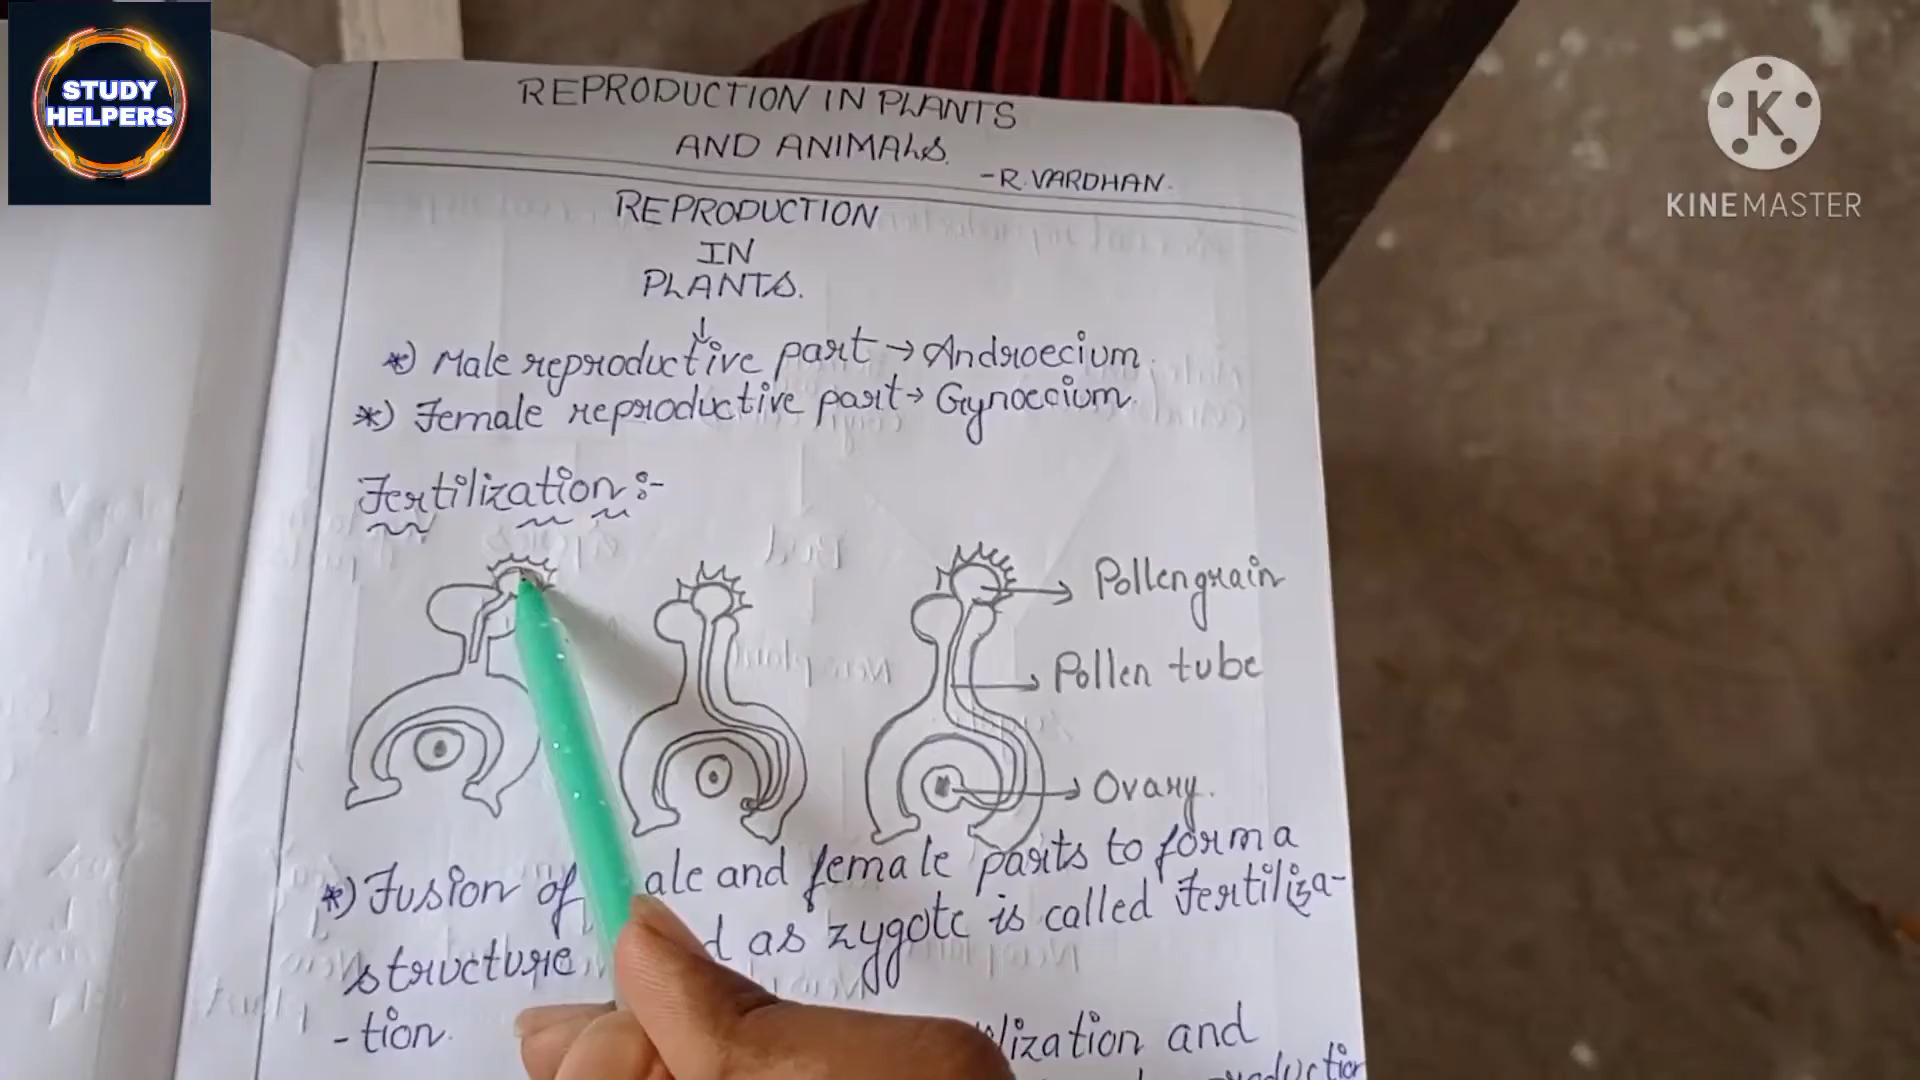 STUDY
HELPERS
KINEMASTER
REPRODUCTION IN PLANTS
AND ANIMALS.
-R.VARDHAN.
REPRODUCTION
IN
PLANTS.
*) Male reproductive part → Androecium.
*) Female reproductive part → Gynoecium.
Fertilization :-
Pollengrain
Pollen tube
Ovary.
*) Fusion of ale and female parts to form a
structure d as zygote is called Fertiliza-
-tion.
lization and